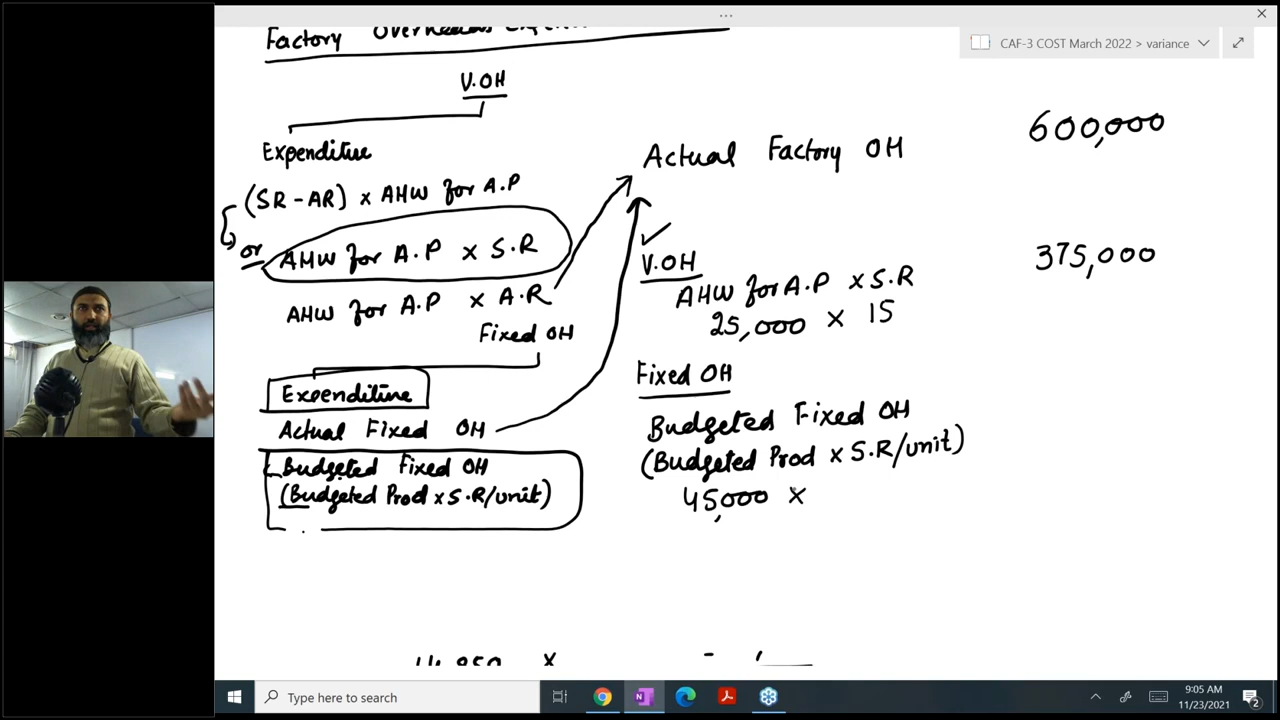 CAF-3 COST March 2022 > variance
Factory Overheads
V.OH
Expenditure
(SR-AR) x AHW for A.P
or AHW for A.P x S.R
AHW for A.P x A.R
Fixed OH
Expenditure
Actual Fixed OH
Budgeted Fixed OH
(Budgeted Prod x S.R/unit)
Actual Factory OH 600,000
V.OH
AHW for A.P x S.R 375,000
25,000 x 15
Fixed OH
Budgeted Fixed OH
(Budgeted Prod x S.R/unit)
45,000 x
Type here to search
9:05 AM
11/23/2021
2